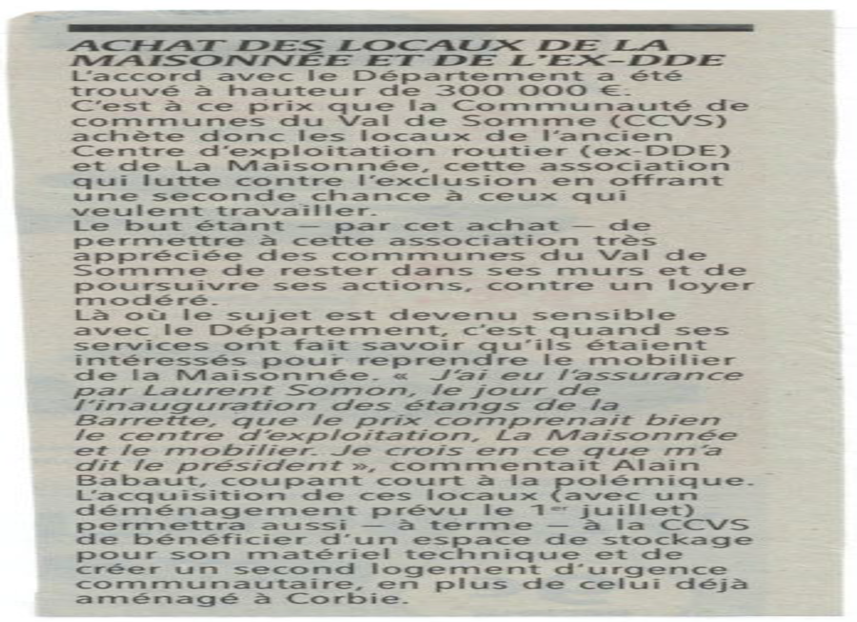 ACHAT DES LOCAUX DE LA
MAISONNÉE ET DE L'EX-DDE
L'accord avec le Département a été
trouvé à hauteur de 300 000 €.
C'est à ce prix que la Communauté de
communes du Val de Somme (CCVS)
achète donc les locaux de l'ancien
Centre d'exploitation routier (ex-DDE)
et de La Maisonnée, cette association
qui lutte contre l'exclusion en offrant
une seconde chance à ceux qui
veulent travailler.
Le but étant – par cet achat – de
permettre à cette association très
appréciée des communes du Val de
Somme de rester dans ses murs et de
poursuivre ses actions, contre un loyer
modéré.
Là où le sujet est devenu sensible
avec le Département, c'est quand ses
services ont fait savoir qu'ils étaient
intéressés pour reprendre le mobilier
de la Maisonnée. « J'ai eu l'assurance
par Laurent Somon, le jour de
l'inauguration des étangs de la
Barrette, que le prix comprenait bien
le centre d'exploitation, La Maisonnée
et le mobilier. Je crois en ce que m'a
dit le président », commentait Alain
Babaut, coupant court à la polémique.
L'acquisition de ces locaux (avec un
déménagement prévu le 1er juillet)
permettra aussi – à terme – à la CCVS
de bénéficier d'un espace de stockage
pour son matériel technique et de
créer un second logement d'urgence
communautaire, en plus de celui déjà
aménagé à Corbie.